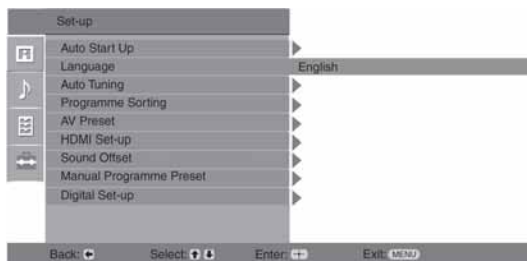 Set-up
Auto Start Up
Language English
Auto Tuning
Programme Sorting
AV Preset
HDMI Set-up
Sound Offset
Manual Programme Preset
Digital Set-up
Back: Select: Enter: Exit: MENU